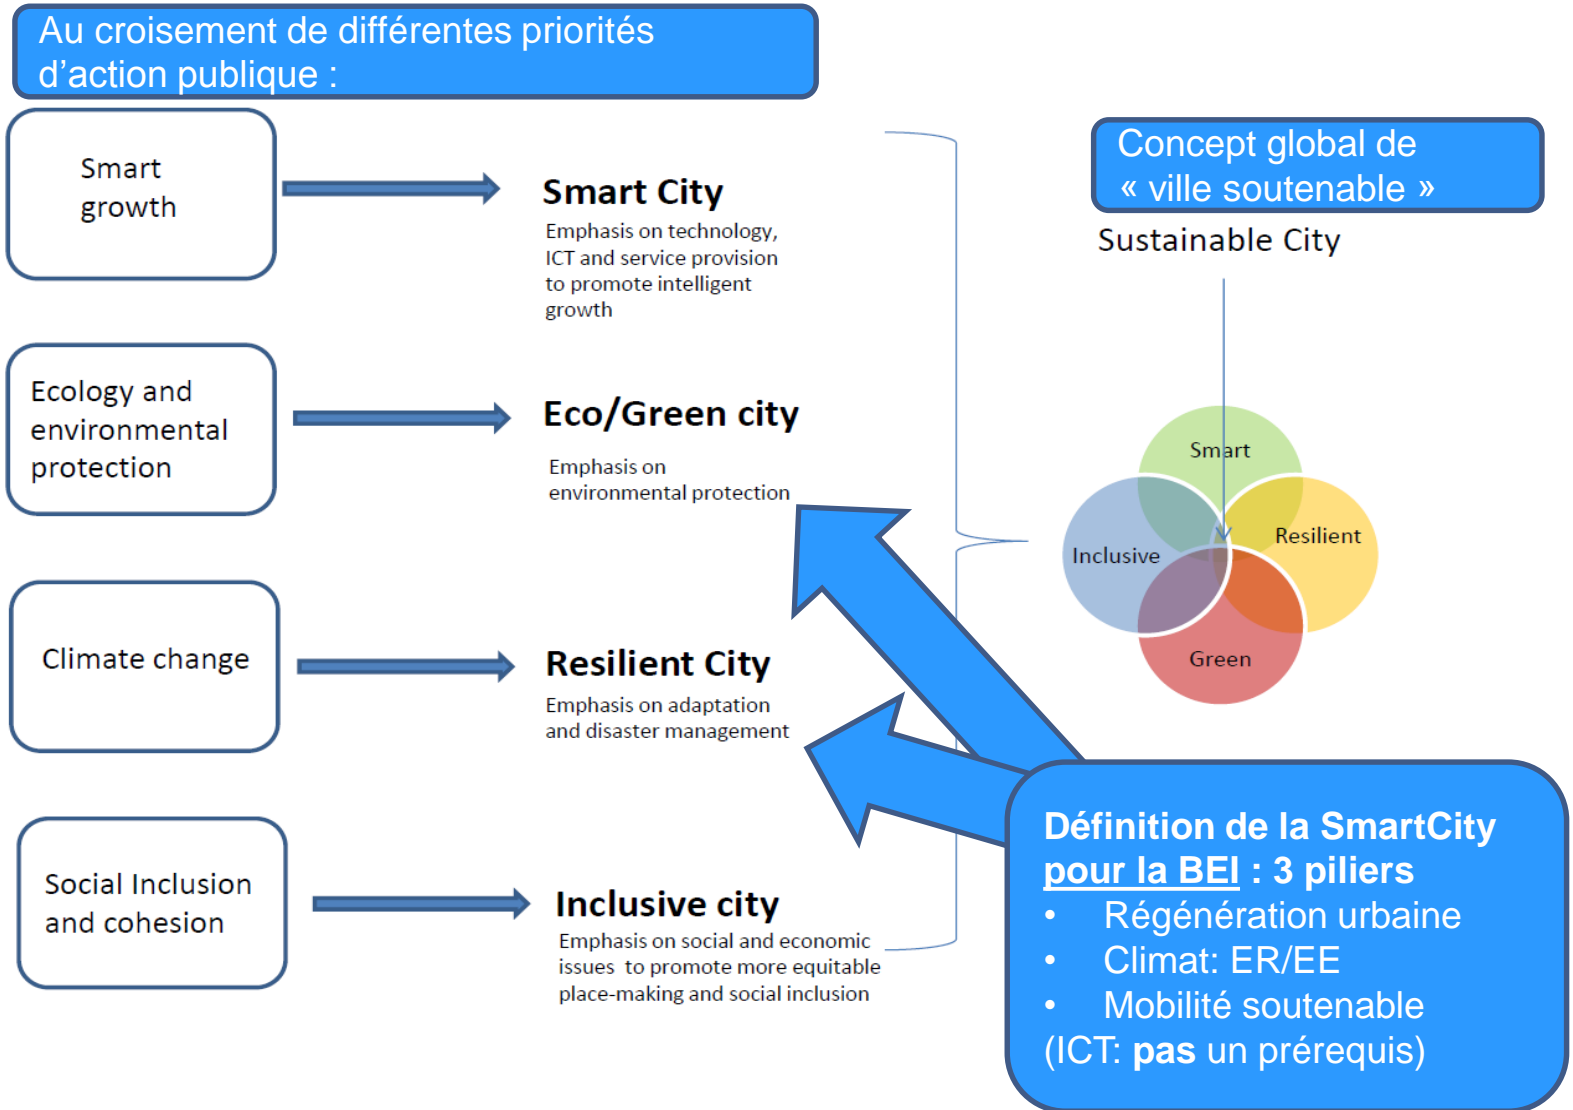 Au croisement de différentes priorités
d’action publique :
Smart
growth
Smart City
Emphasis on technology,
ICT and service provision
to promote intelligent
growth
Ecology and
environmental
protection
Eco/Green city
Emphasis on
environmental protection
Climate change
Resilient City
Emphasis on adaptation
and disaster management
Social Inclusion
and cohesion
Inclusive city
Emphasis on social and economic
issues to promote more equitable
place-making and social inclusion
Concept global de
« ville soutenable »
Sustainable City
Smart
Resilient
Inclusive
Green
Définition de la SmartCity
pour la BEI : 3 piliers
• Régénération urbaine
• Climat: ER/EE
• Mobilité soutenable
(ICT: pas un prérequis)